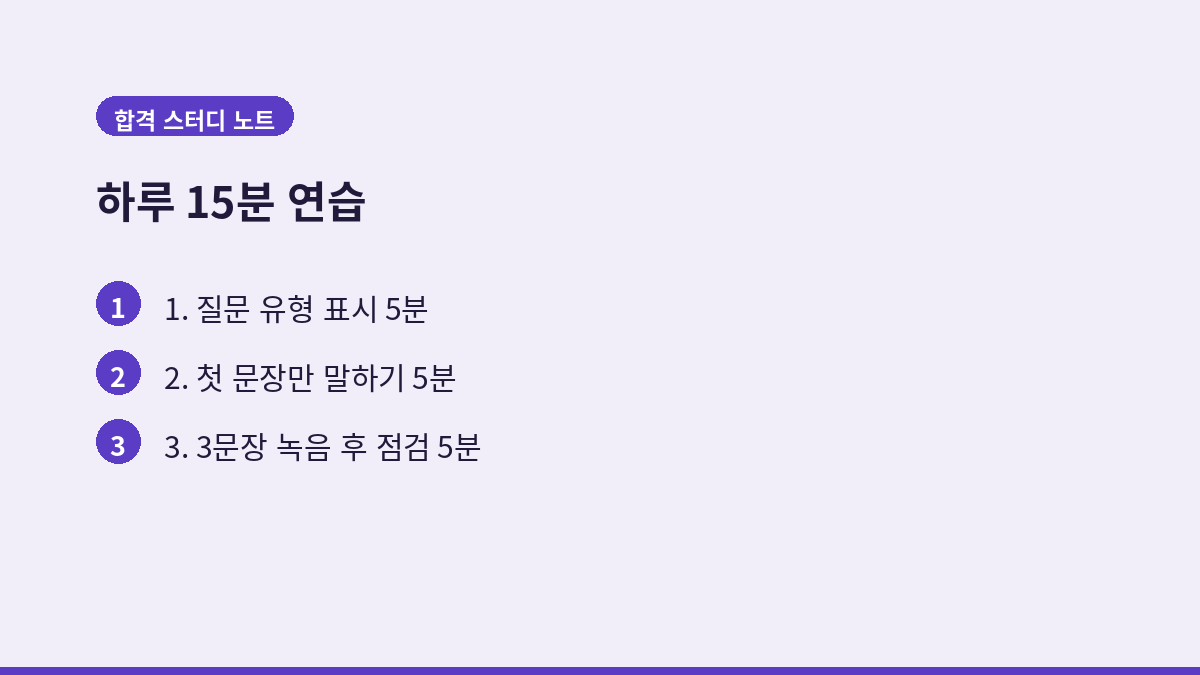 합격 스터디 노트
하루 15분 연습
1 1. 질문 유형 표시 5분
2 2. 첫 문장만 말하기 5분
3 3. 3문장 녹음 후 점검 5분